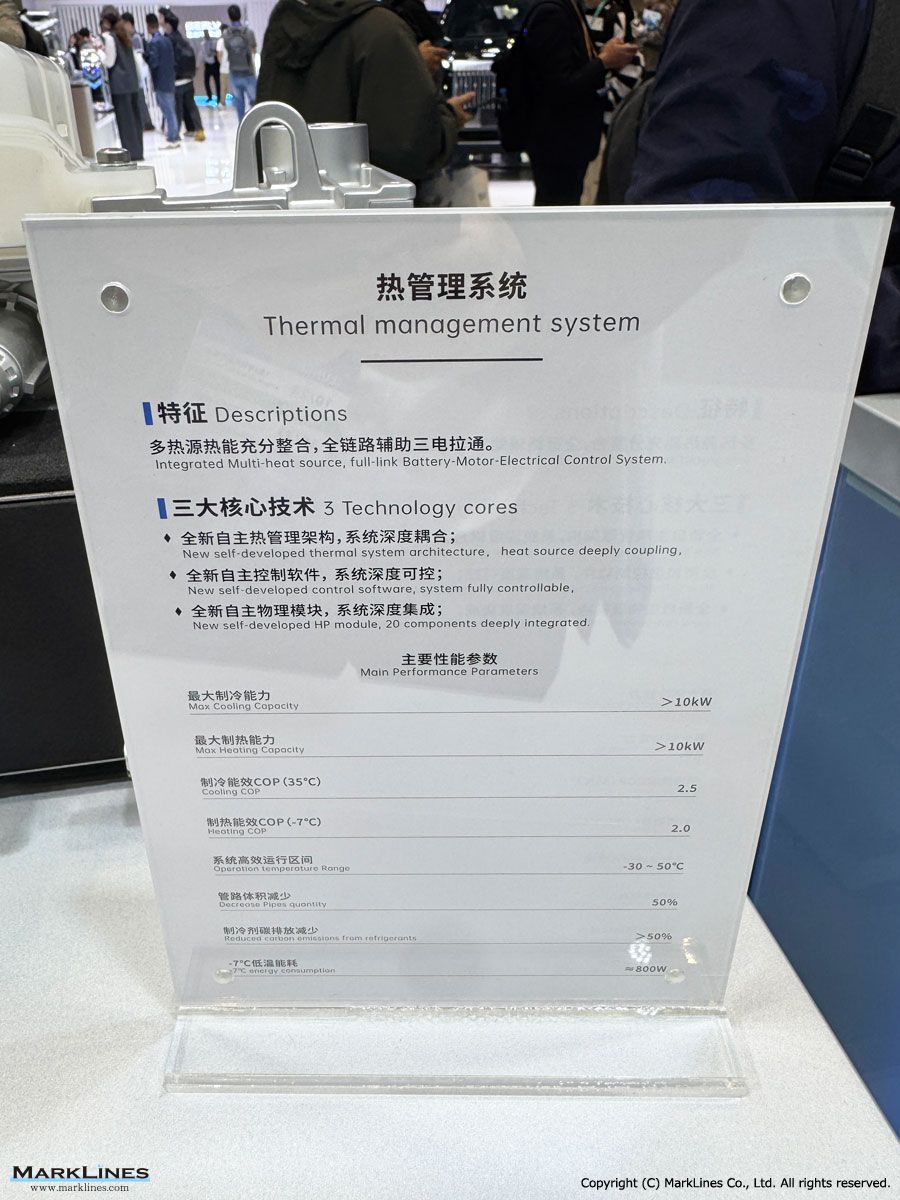 热管理系统
Thermal management system
特征 Descriptions
多热源热能充分整合,全链路辅助三电拉通。
Integrated Multi-heat source, full-link Battery-Motor-Electrical Control System.
三大核心技术 3 Technology cores
♦ 全新自主热管理架构,系统深度耦合;
New self-developed thermal system architecture, heat source deeply coupling,
♦ 全新自主控制软件,系统深度可控;
New self-developed control software, system fully controllable,
♦ 全新自主物理模块,系统深度集成;
New self-developed HP module, 20 components deeply integrated.
主要性能参数
Main Performance Parameters
最大制冷能力
Max Cooling Capacity >10kW
最大制热能力
Max Heating Capacity >10kW
制冷能效COP(35℃)
Cooling COP 2.5
制热能效COP(-7℃)
Heating COP 2.0
系统高效运行区间
Operation temperature Range -30 ~ 50℃
管路体积减少
Decrease Pipes quantity 50%
制冷剂碳排放减少
Reduced carbon emissions from refrigerants >50%
-7℃低温能耗
-7℃ energy consumption ≈800W
MARKLINES
www.marklines.com
Copyright (C) MarkLines Co., Ltd. All rights reserved.